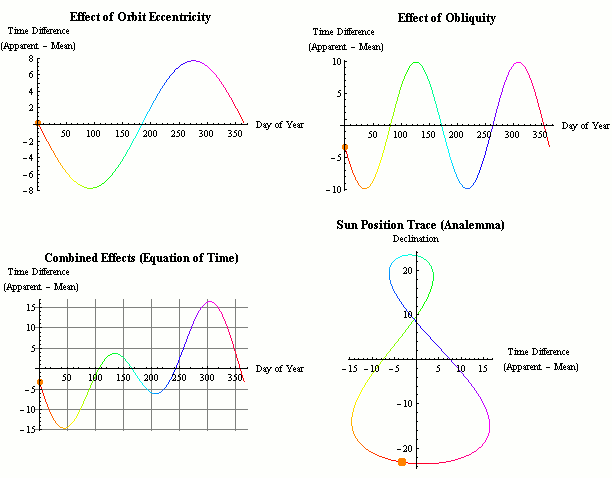 Effect of Orbit Eccentricity
Time Difference
(Apparent - Mean)
8
6
4
2
-2
-4
-6
-8
50 100 150 200 250 300 350
Day of Year
Effect of Obliquity
Time Difference
(Apparent - Mean)
10
5
-5
-10
50 100 150 200 250 300 350
Day of Year
Combined Effects (Equation of Time)
Time Difference
(Apparent - Mean)
15
10
5
-5
-10
-15
50 100 150 200 250 300 350
Day of Year
Sun Position Trace (Analemma)
Declination
20
10
-10
-20
-15 -10 -5 5 10 15
Time Difference
(Apparent - Mean)